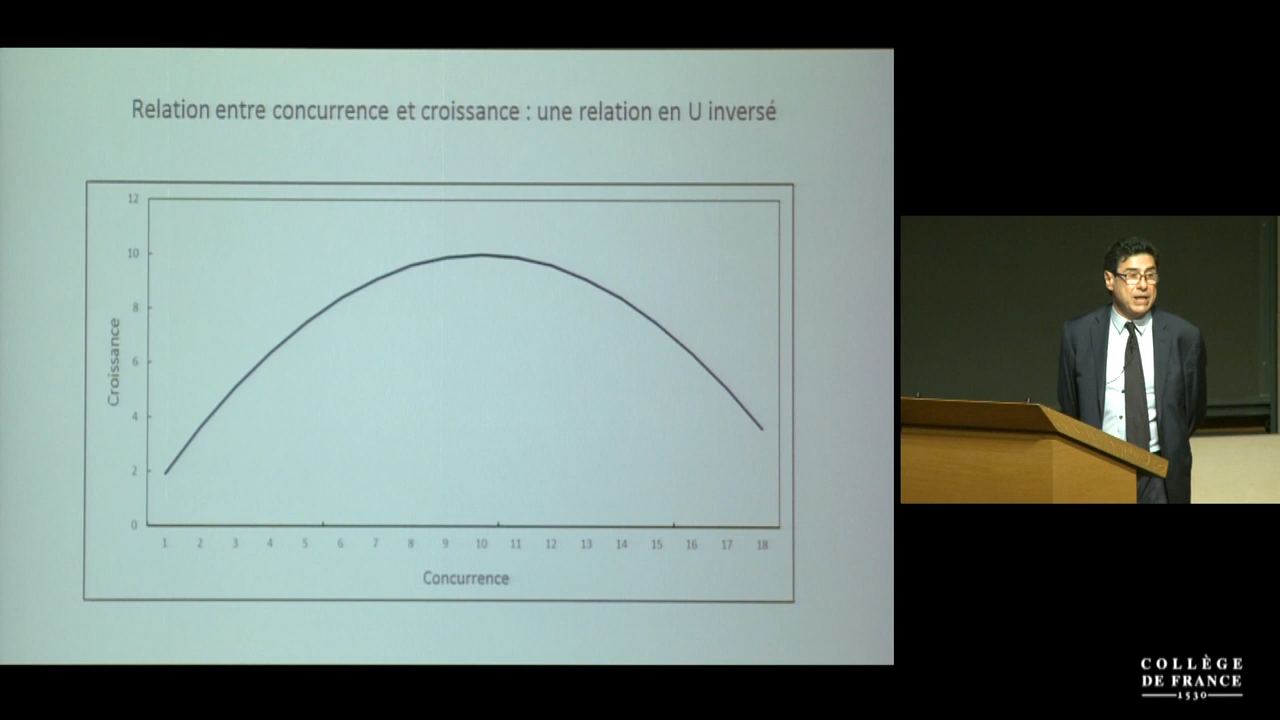 Relation entre concurrence et croissance : une relation en U inversé
12
10
8
6
4
2
0
Croissance
1 2 3 4 5 6 7 8 9 10 11 12 13 14 15 16 17 18
Concurrence
COLLÈGE
DE FRANCE
1530